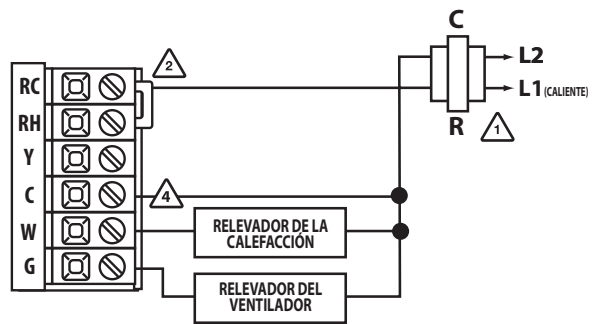 C
L2
L1 (CALIENTE)
R
1
2
RC
RH
Y
C
4
W
RELEVADOR DE LA
CALEFACCIÓN
G
RELEVADOR DEL
VENTILADOR